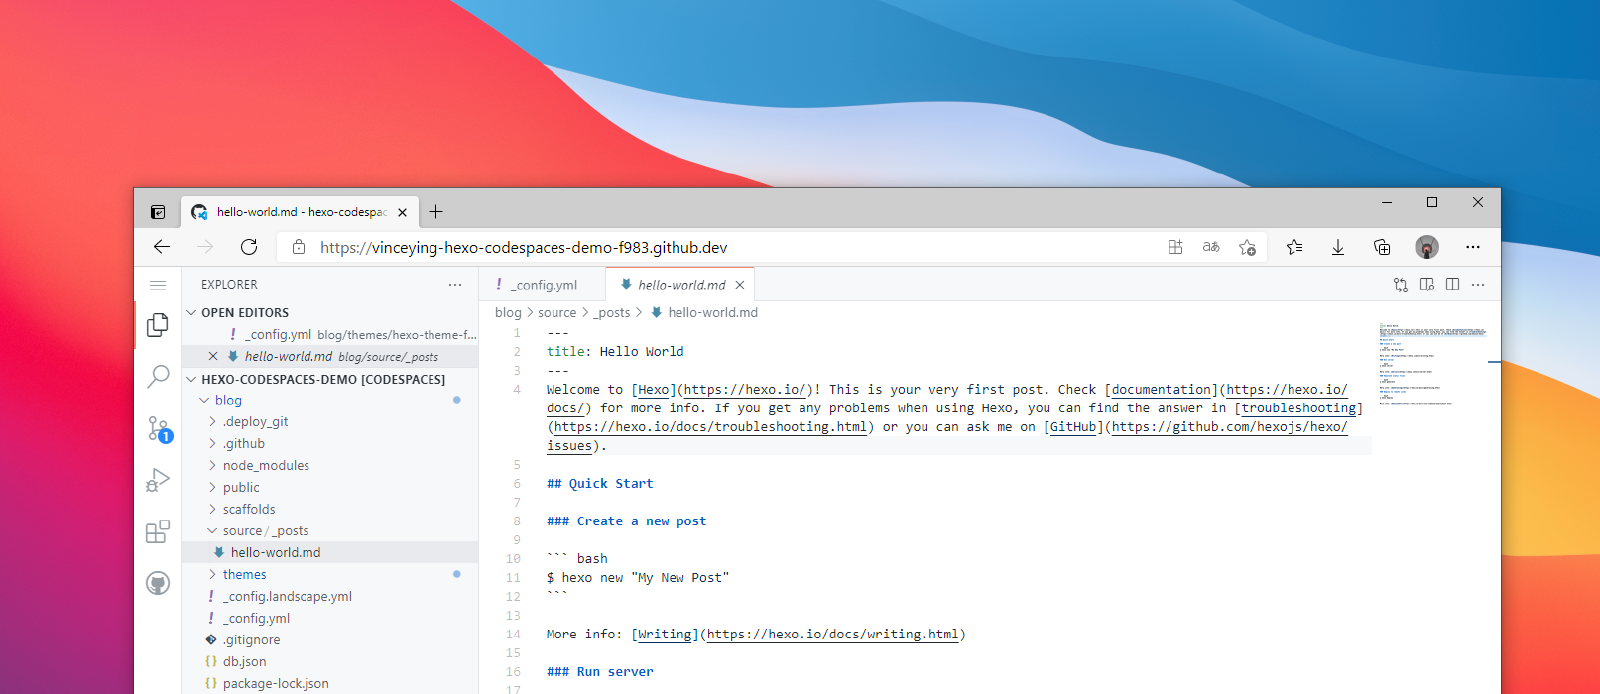 hello-world.md - hexo-codespac
https://vinceying-hexo-codespaces-demo-f983.github.dev
EXPLORER
OPEN EDITORS
_config.yml blog/themes/hexo-theme-f...
hello-world.md blog/source/_posts
HEXO-CODESPACES-DEMO [CODESPACES]
blog
.deploy_git
.github
node_modules
public
scaffolds
source / _posts
hello-world.md
themes
_config.landscape.yml
_config.yml
.gitignore
db.json
package-lock.json
1
_config.yml
hello-world.md
blog > source > _posts > hello-world.md
1 ---
2 title: Hello World
3 ---
4 Welcome to [Hexo](https://hexo.io/)! This is your very first post. Check [documentation](https://hexo.io/
docs/) for more info. If you get any problems when using Hexo, you can find the answer in [troubleshooting]
(https://hexo.io/docs/troubleshooting.html) or you can ask me on [GitHub](https://github.com/hexojs/hexo/
issues).
5
6 ## Quick Start
7
8 ### Create a new post
9
10 ``` bash
11 $ hexo new "My New Post"
12 ```
13
14 More info: [Writing](https://hexo.io/docs/writing.html)
15
16 ### Run server
17